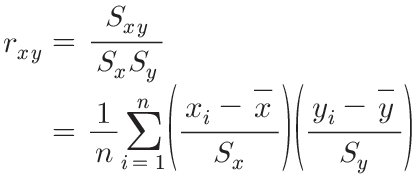 r_{xy} = \frac{S_{xy}}{S_x S_y}
= \frac{1}{n} \sum_{i=1}^{n} \left( \frac{x_i - \overline{x}}{S_x} \right) \left( \frac{y_i - \overline{y}}{S_y} \right)